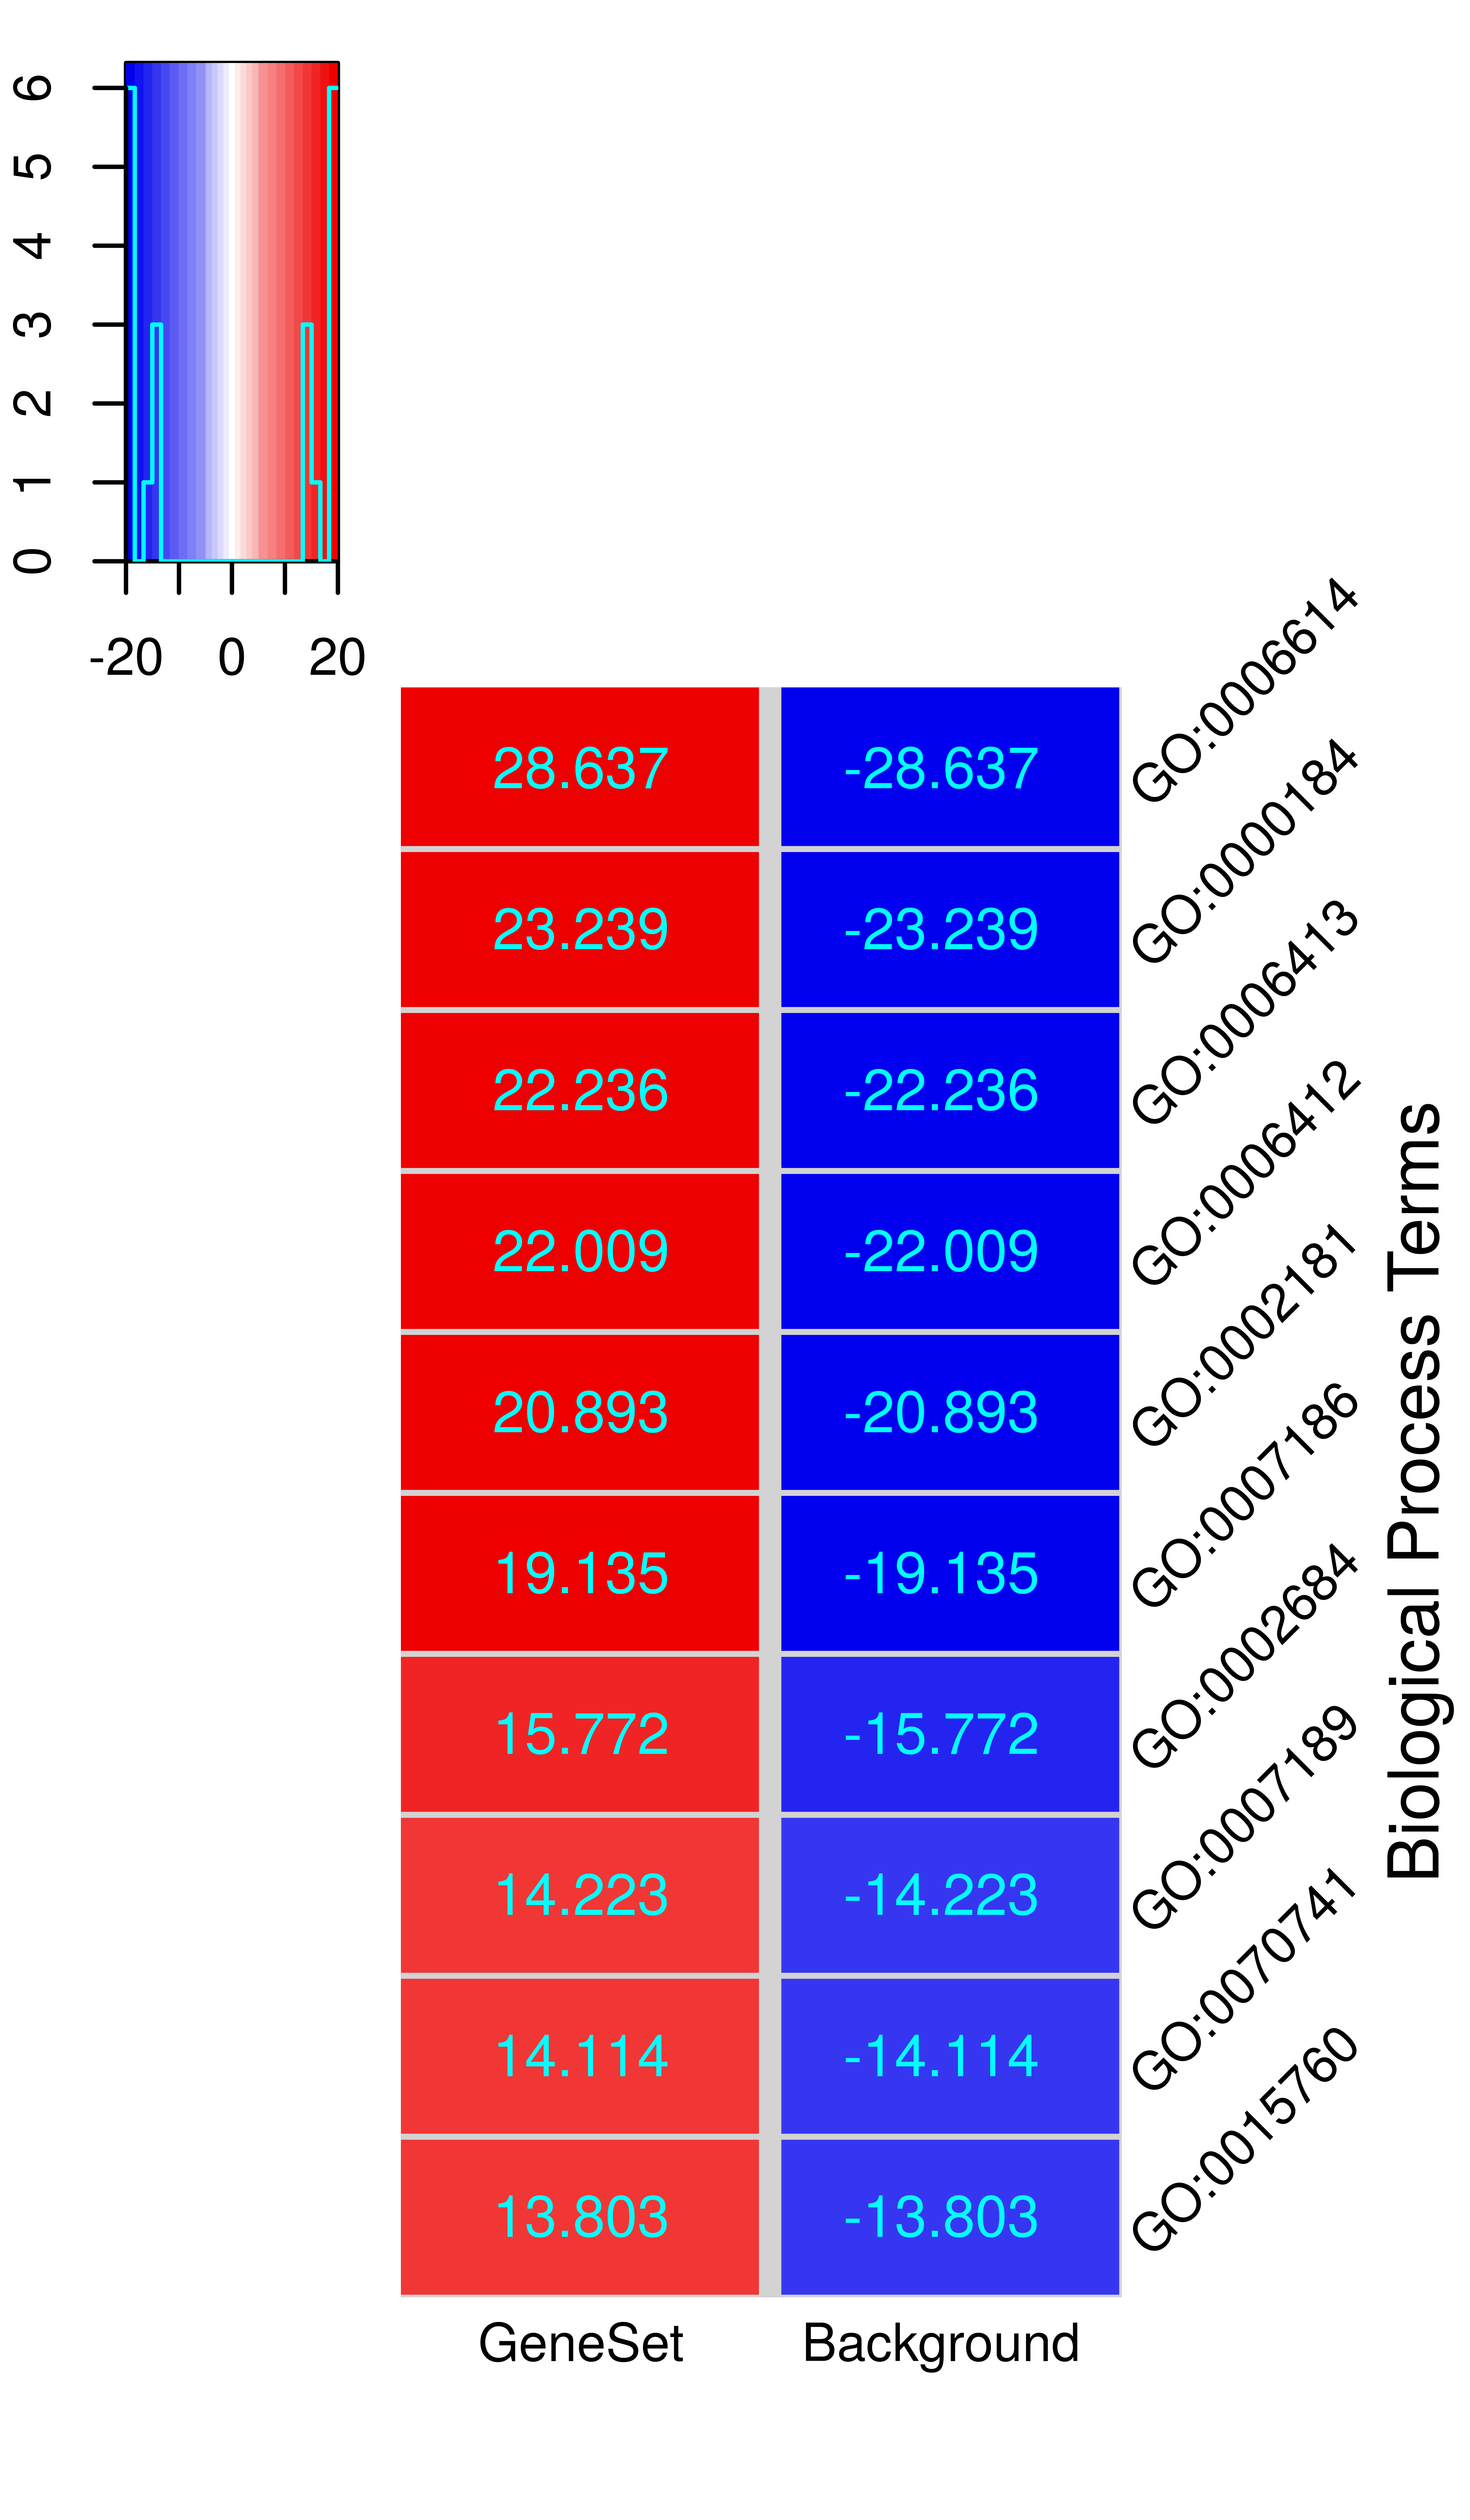 6
5
4
3
2
1
0
-20 0 20
28.637 -28.637 GO:0006614
23.239 -23.239 GO:0000184
22.236 -22.236 GO:0006413
22.009 -22.009 GO:0006412
20.893 -20.893 GO:0002181
19.135 -19.135 GO:0007186
15.772 -15.772 GO:0002684
14.223 -14.223 GO:0007189
14.114 -14.114 GO:0070741
13.803 -13.803 GO:0015760
GeneSet Background
Biological Process Terms